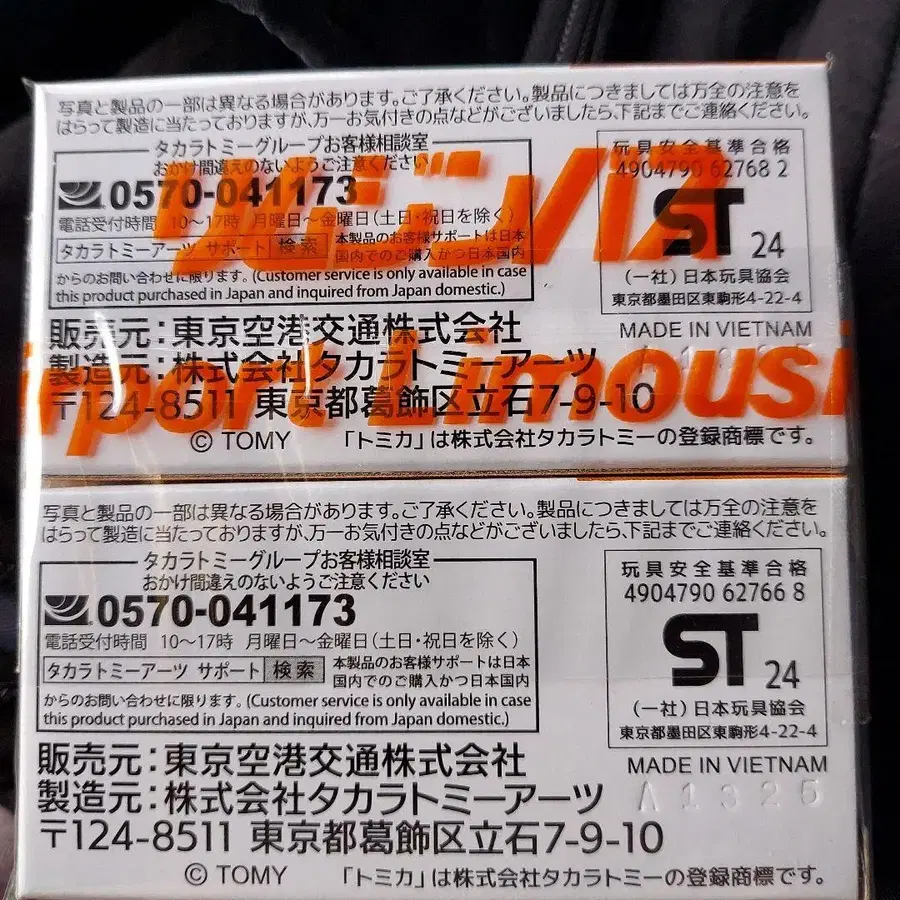 写真と製品の一部は異なる場合があります。ご了承ください。製品につきましては万全の注意を
はらって製造に当たっておりますが、万一お気付きの点などがございましたら、下記までご連絡ください。
タカラトミーグループお客様相談室
おかけ間違えのないようご注意ください
0570-041173
電話受付時間 10〜17時 月曜日〜金曜日(土日・祝日を除く)
タカラトミーアーツ サポート 検索 本製品のお客様サポートは日本
国内でのご購入かつ日本国内
からのお問い合わせに限ります。(Customer service is only available in case
this product purchased in Japan and inquired from Japan domestic.)
玩具安全基準合格
4904790 62768 2
ST 24
(一社)日本玩具協会
東京都墨田区東駒形4-22-4
MADE IN VIETNAM
販売元:東京空港交通株式会社
製造元:株式会社タカラトミーアーツ
〒124-8511 東京都葛飾区立石7-9-10
© TOMY 「トミカ」は株式会社タカラトミーの登録商標です。
port Limousi
写真と製品の一部は異なる場合があります。ご了承ください。製品につきましては万全の注意を
はらって製造に当たっておりますが、万一お気付きの点などがございましたら、下記までご連絡ください。
タカラトミーグループお客様相談室
おかけ間違えのないようご注意ください
0570-041173
電話受付時間 10〜17時 月曜日〜金曜日(土日・祝日を除く)
タカラトミーアーツ サポート 検索 本製品のお客様サポートは日本
国内でのご購入かつ日本国内
からのお問い合わせに限ります。(Customer service is only available in case
this product purchased in Japan and inquired from Japan domestic.)
玩具安全基準合格
4904790 62766 8
ST 24
(一社)日本玩具協会
東京都墨田区東駒形4-22-4
MADE IN VIETNAM
A1325
販売元:東京空港交通株式会社
製造元:株式会社タカラトミーアーツ
〒124-8511 東京都葛飾区立石7-9-10
© TOMY 「トミカ」は株式会社タカラトミーの登録商標です。